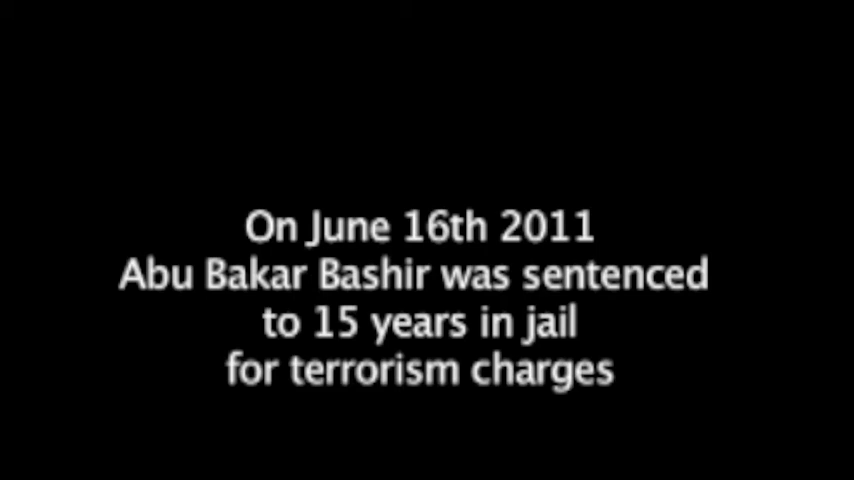 On June 16th 2011
Abu Bakar Bashir was sentenced
to 15 years in jail
for terrorism charges